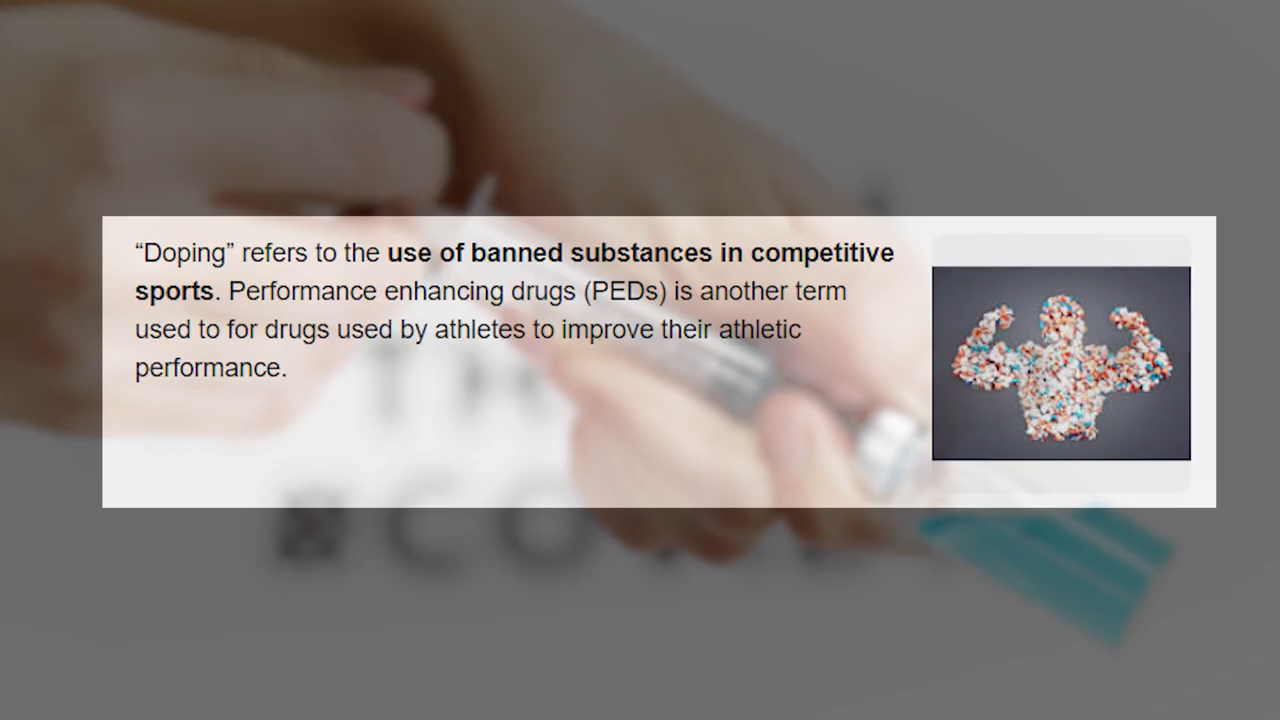 “Doping” refers to the use of banned substances in competitive
sports. Performance enhancing drugs (PEDs) is another term
used to for drugs used by athletes to improve their athletic
performance.